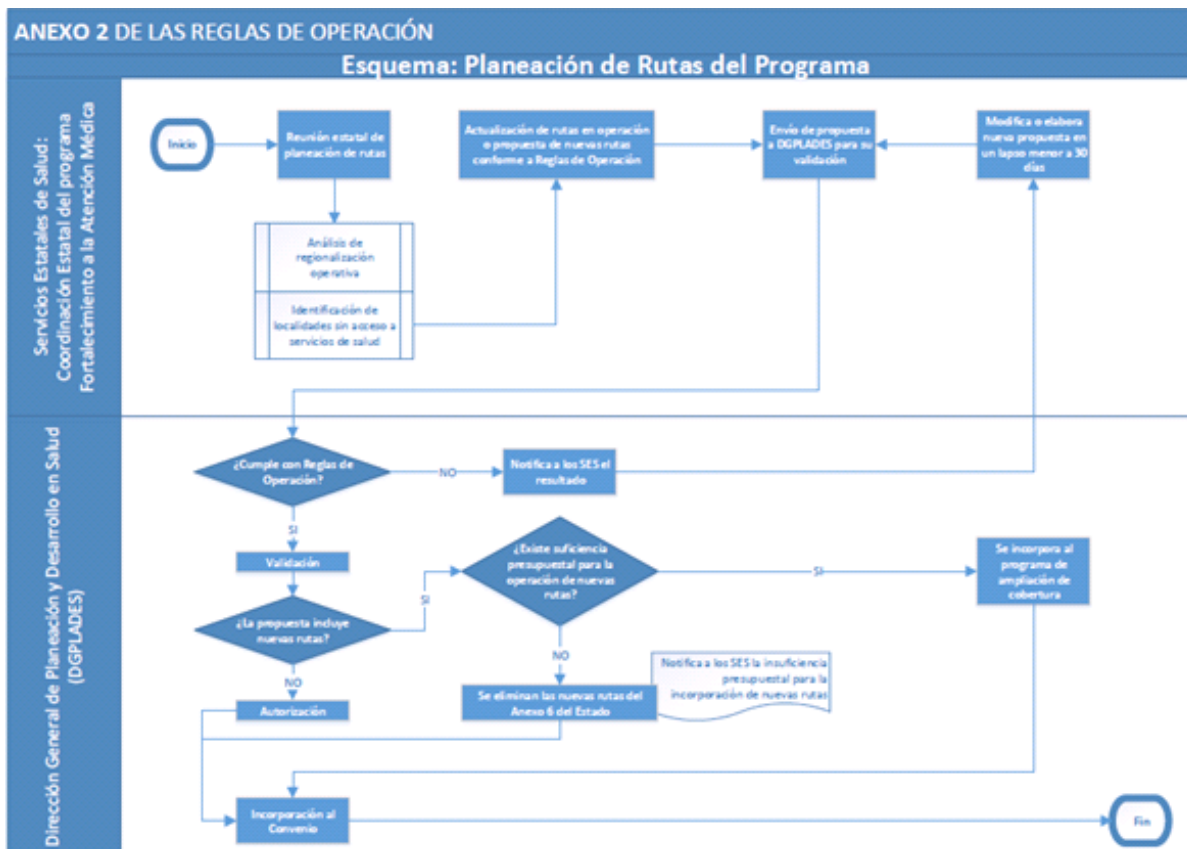 ANEXO 2 DE LAS REGLAS DE OPERACIÓN
Esquema: Planeación de Rutas del Programa
Servicios Estatales de Salud:
Coordinación Estatal del programa
Fortalecimiento a la Atención Médica
Inicio
Reunión estatal de
planeación de rutas
Actualización de rutas en operación
o propuesta de nuevas rutas
conforme a Reglas de Operación
Envío de propuesta
a DGPLADES para su
validación
Modifica o elabora
nueva propuesta en
un lapso menor a 30
días
Análisis de
regionalización
operativa
Identificación de
localidades sin acceso a
servicios de salud
Dirección General de Planeación y Desarrollo en Salud
(DGPLADES)
¿Cumple con Reglas de
Operación?
NO
Notifica a los SES el
resultado
SI
Validación
¿La propuesta incluye
nuevas rutas?
SI
¿Existe suficiencia
presupuestal para la
operación de nuevas
rutas?
SI
Se incorpora al
programa de
ampliación de
cobertura
NO
Autorización
NO
Se eliminan las nuevas rutas del
Anexo 6 del Estado
Notifica a los SES la insuficiencia
presupuestal para la
incorporación de nuevas rutas
Incorporación al
Convenio
Fin